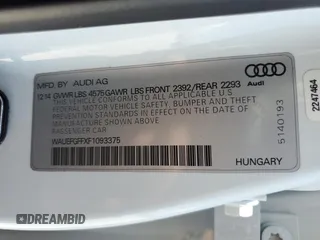 MFD BY AUDI AG
12.14 GVWR LBS 4575 GAWR LBS FRONT 2392/REAR 2293
THIS VEHICLE CONFORMS TO ALL APPLICABLE
FEDERAL MOTOR VEHICLE SAFETY, BUMPER AND THEFT
PREVENTION STANDARDS IN EFFECT ON THE DATE OF
MANUFACTURE SHOWN ABOVE
PASSENGER CAR
HUNGARY
Audi
5140193
2247464
DREAMBID